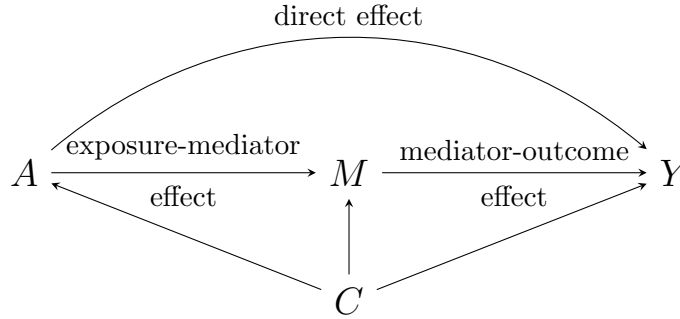 direct effect
exposure-mediator
mediator-outcome
A
M
Y
effect
effect
C